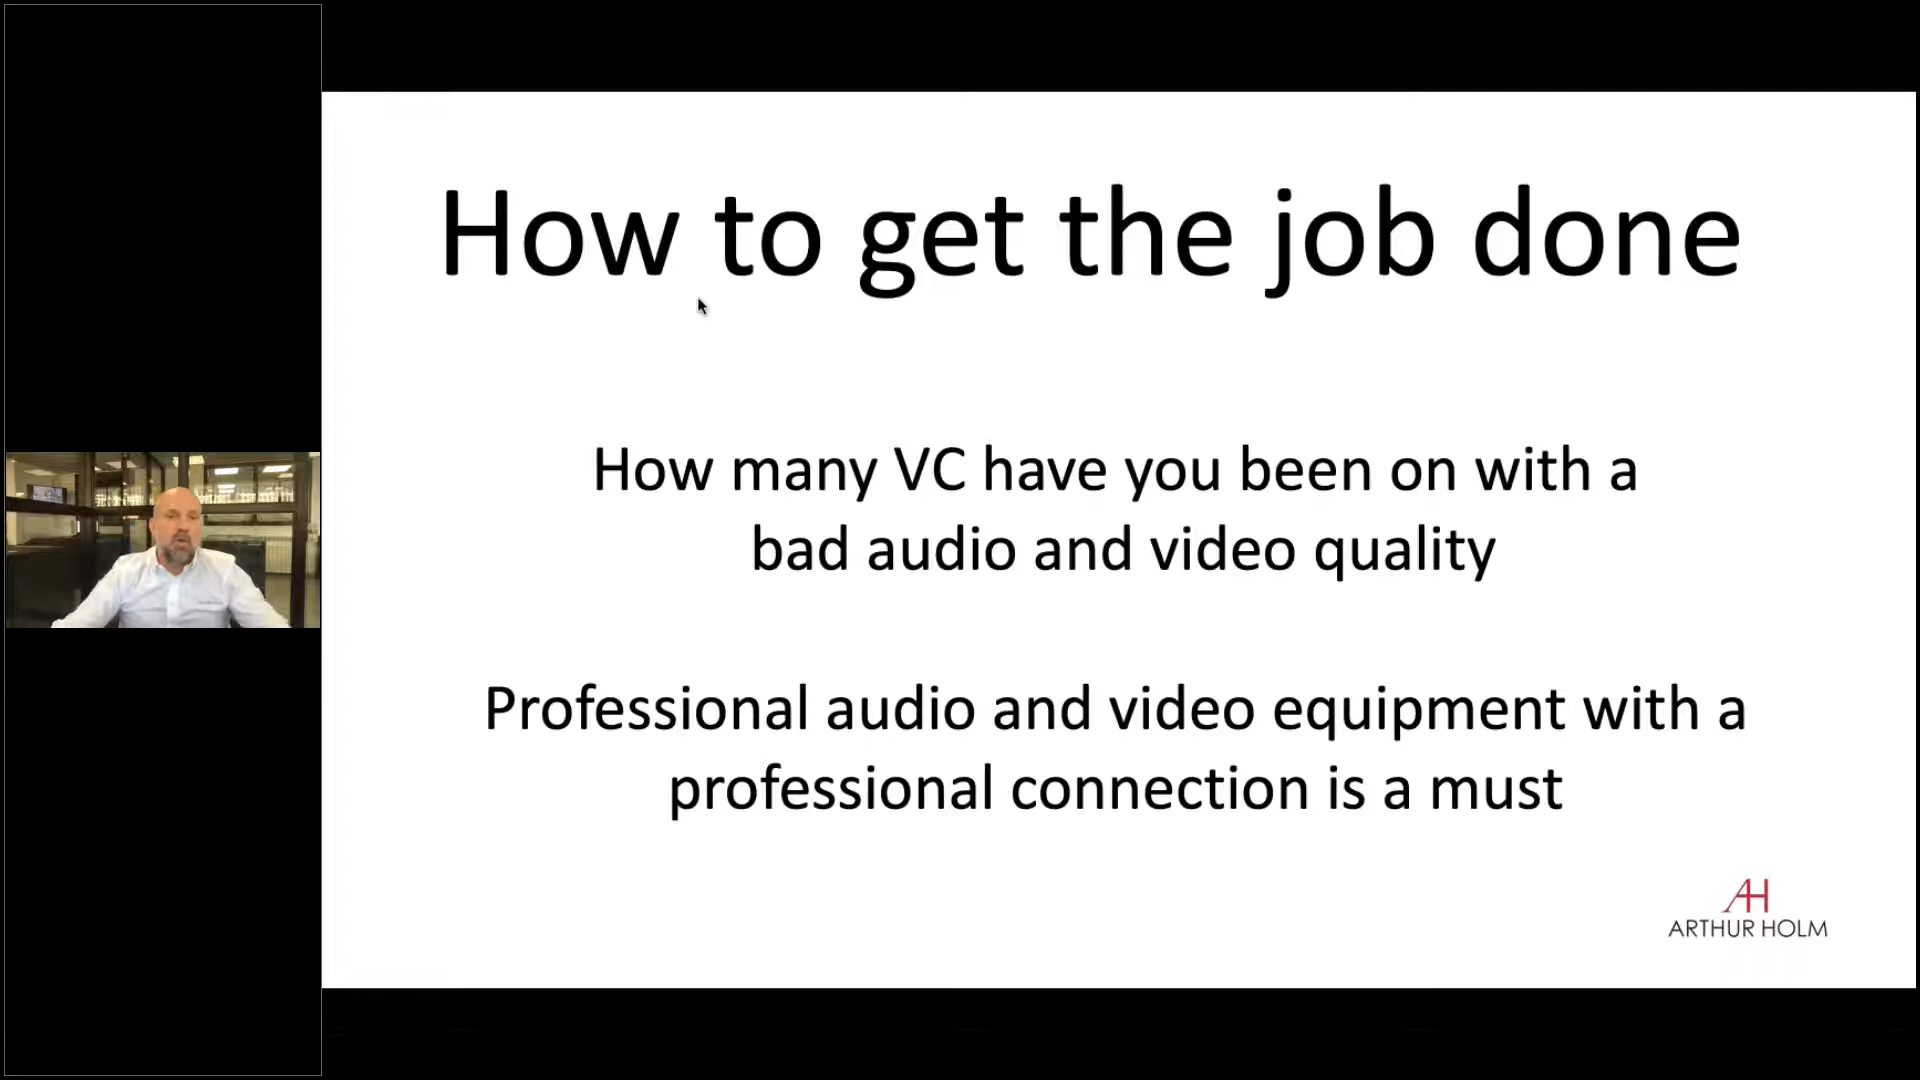 How to get the job done
How many VC have you been on with a
bad audio and video quality
Professional audio and video equipment with a
professional connection is a must
AH
ARTHUR HOLM